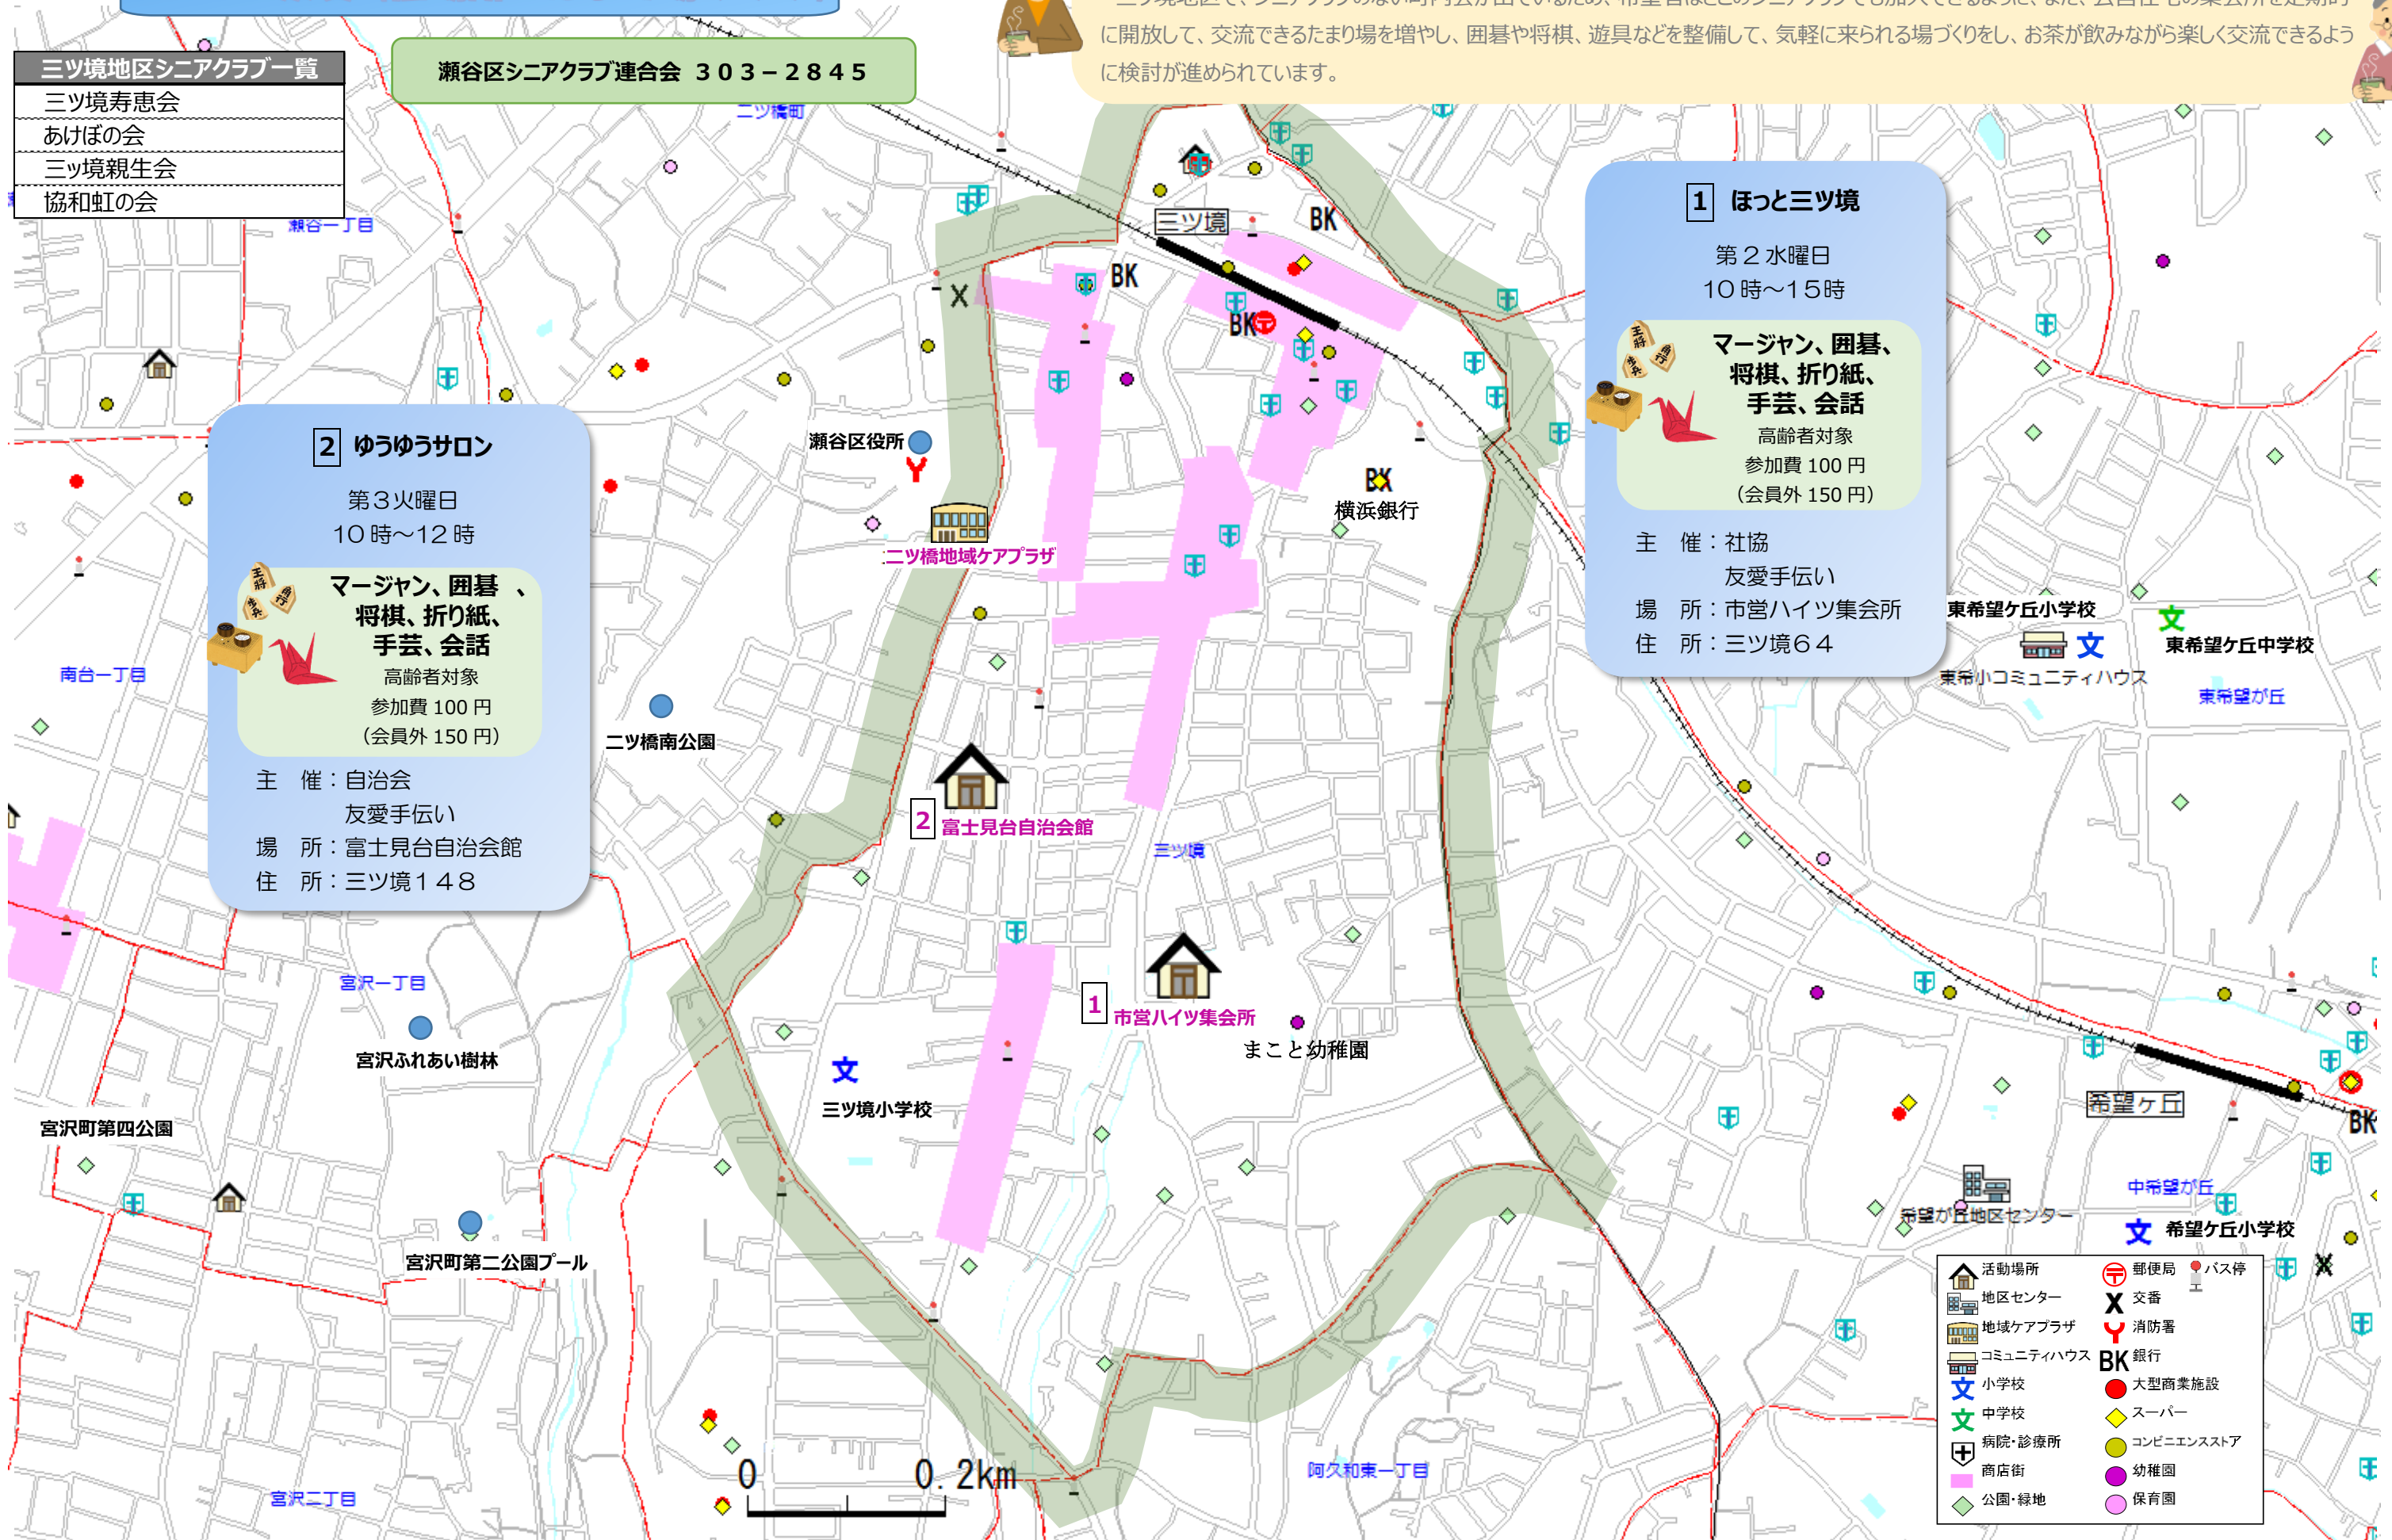 に開放して、交流できるたまり場を増やし、囲碁や将棋、遊具などを整備して、気軽に来られる場づくりをし、お茶が飲みながら楽しく交流できるよう
に検討が進められています。
三ツ境地区シニアクラブ一覧
三ツ境寿恵会
あけぼの会
三ッ境親生会
協和虹の会
瀬谷区シニアクラブ連合会 303-2845
二ツ橋町
瀬谷一丁目
三ツ境
BK
BK
BK
1 ほっと三ツ境
第2水曜日
10時～15時
マージャン、囲碁、
将棋、折り紙、
手芸、会話
高齢者対象
参加費100円
（会員外150円）
主　催：社協
友愛手伝い
場　所：市営ハイツ集会所
住　所：三ツ境64
2 ゆうゆうサロン
第3火曜日
10時～12時
マージャン、囲碁 、
将棋、折り紙、
手芸、会話
高齢者対象
参加費100円
（会員外150円）
主　催：自治会
友愛手伝い
場　所：富士見台自治会館
住　所：三ツ境148
瀬谷区役所
二ツ橋地域ケアプラザ
BK
横浜銀行
東希望ケ丘小学校
文
文
東希望ケ丘中学校
東希小コミュニティハウス
東希望が丘
南台一丁目
二ツ橋南公園
2 富士見台自治会館
三ツ境
宮沢一丁目
宮沢ふれあい樹林
1 市営ハイツ集会所
まこと幼稚園
文
三ツ境小学校
宮沢町第四公園
宮沢町第二公園プール
希望ケ丘
BK
希望が丘地区センター
中希望が丘
文 希望ケ丘小学校
宮沢二丁目
0 0.2km
阿久和東一丁目
活動場所
地区センター
地域ケアプラザ
コミュニティハウス
文 小学校
文 中学校
病院・診療所
商店街
公園・緑地
郵便局 バス停
X 交番
Y 消防署
BK 銀行
大型商業施設
スーパー
コンビニエンスストア
幼稚園
保育園